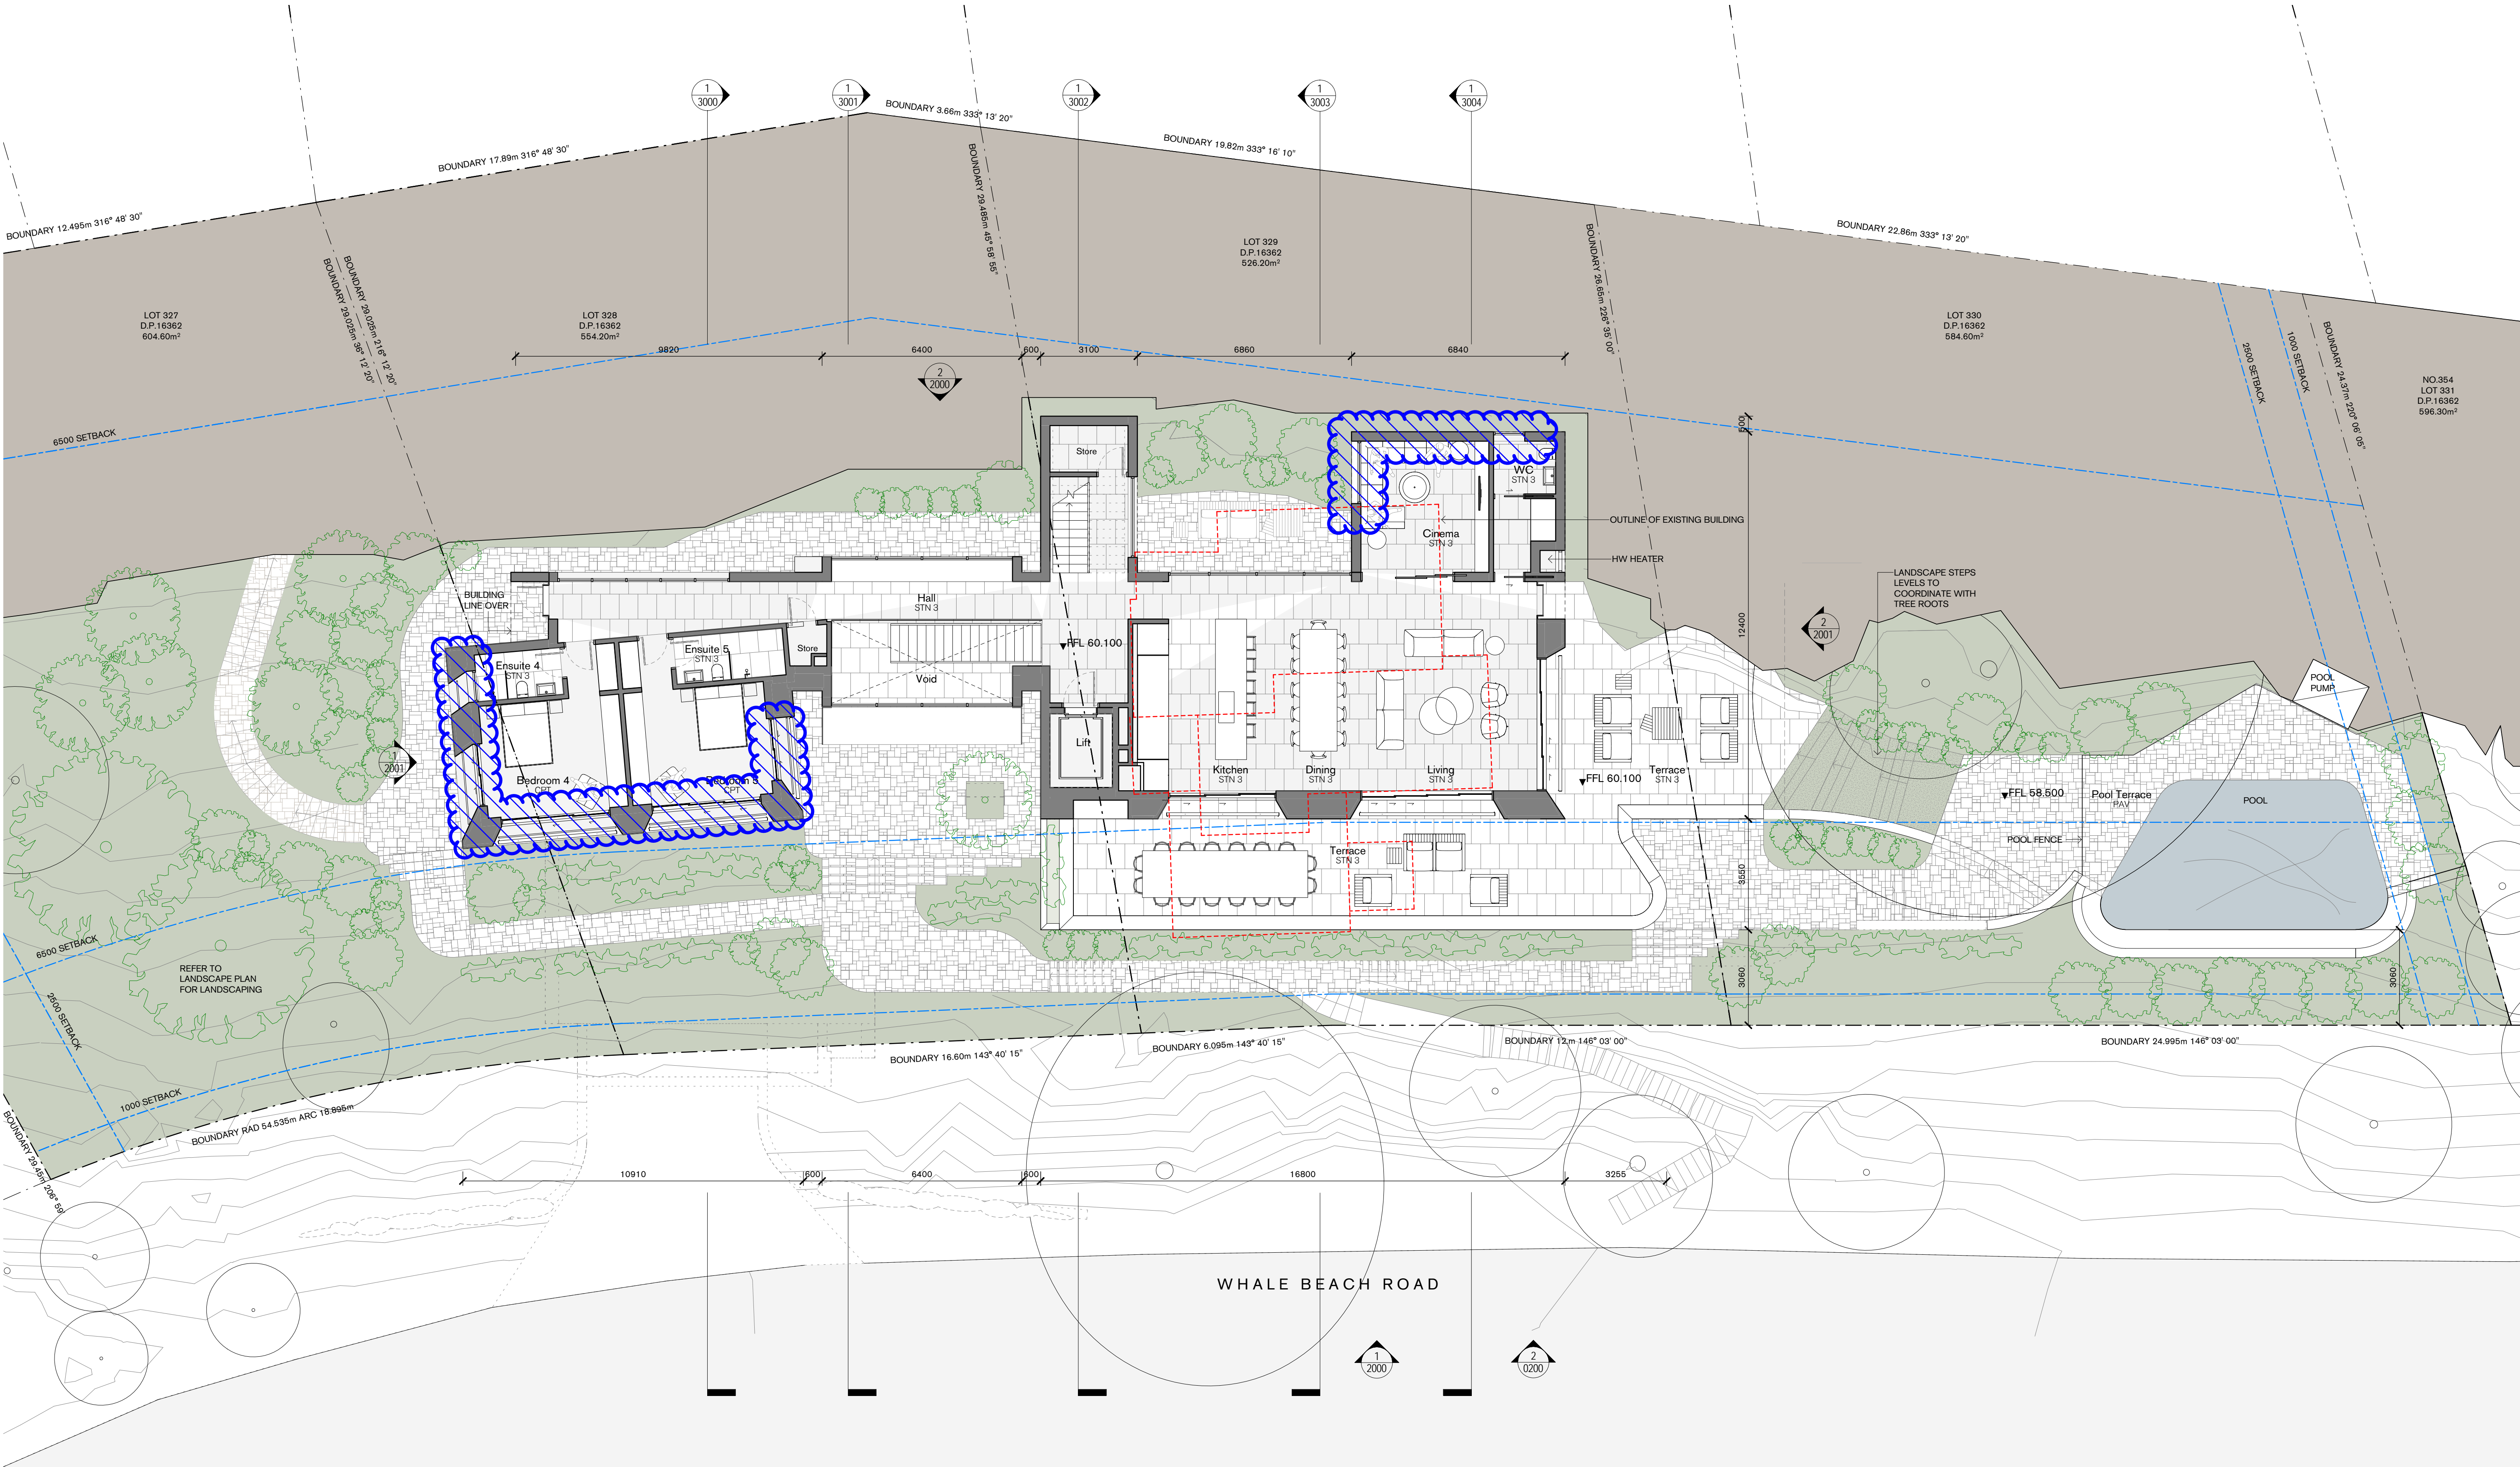 1
3000
1
3001
1
3002
1
3003
1
3004
BOUNDARY 3.66m 333° 13' 20"
BOUNDARY 17.89m 316° 48' 30"
BOUNDARY 19.82m 333° 16' 10"
BOUNDARY 12.495m 316° 48' 30"
BOUNDARY 22.86m 333° 13' 20"
BOUNDARY 29.485m 45° 58' 55"
BOUNDARY 26.65m 226° 35' 00"
BOUNDARY 29.025m 216° 12' 20"
BOUNDARY 29.025m 36° 12' 20"
BOUNDARY 24.37m 220° 06' 05"
LOT 327
D.P.16362
604.60m²
LOT 328
D.P.16362
554.20m²
LOT 329
D.P.16362
526.20m²
LOT 330
D.P.16362
584.60m²
NO.354
LOT 331
D.P.16362
596.30m²
2500 SETBACK
1000 SETBACK
6500 SETBACK
9820
6400
600
3100
6860
6840
2
2000
500
12400
3550
3060
3060
Store
WC
STN 3
OUTLINE OF EXISTING BUILDING
Cinema
STN 3
HW HEATER
LANDSCAPE STEPS
LEVELS TO
COORDINATE WITH
TREE ROOTS
2
2001
BUILDING
LINE OVER
Hall
STN 3
FFL 60.100
Ensuite 4
STN 3
Ensuite 5
STN 3
Store
Void
Lift
POOL
PUMP
1
2001
Bedroom 4
CPT
CPT
Kitchen
STN 3
Dining
STN 3
Living
STN 3
FFL 60.100
Terrace
STN 3
FFL 58.500
Pool Terrace
PAV
POOL
POOL FENCE
Terrace
STN 3
6500 SETBACK
REFER TO
LANDSCAPE PLAN
FOR LANDSCAPING
2500 SETBACK
1000 SETBACK
BOUNDARY RAD 54.535m ARC 18.895m
BOUNDARY 29.45m 206° 59'
BOUNDARY 16.60m 143° 40' 15"
BOUNDARY 6.095m 143° 40' 15"
BOUNDARY 12.m 146° 03' 00"
BOUNDARY 24.995m 146° 03' 00"
10910
600
6400
600
16800
3255
WHALE BEACH ROAD
1
2000
2
0200